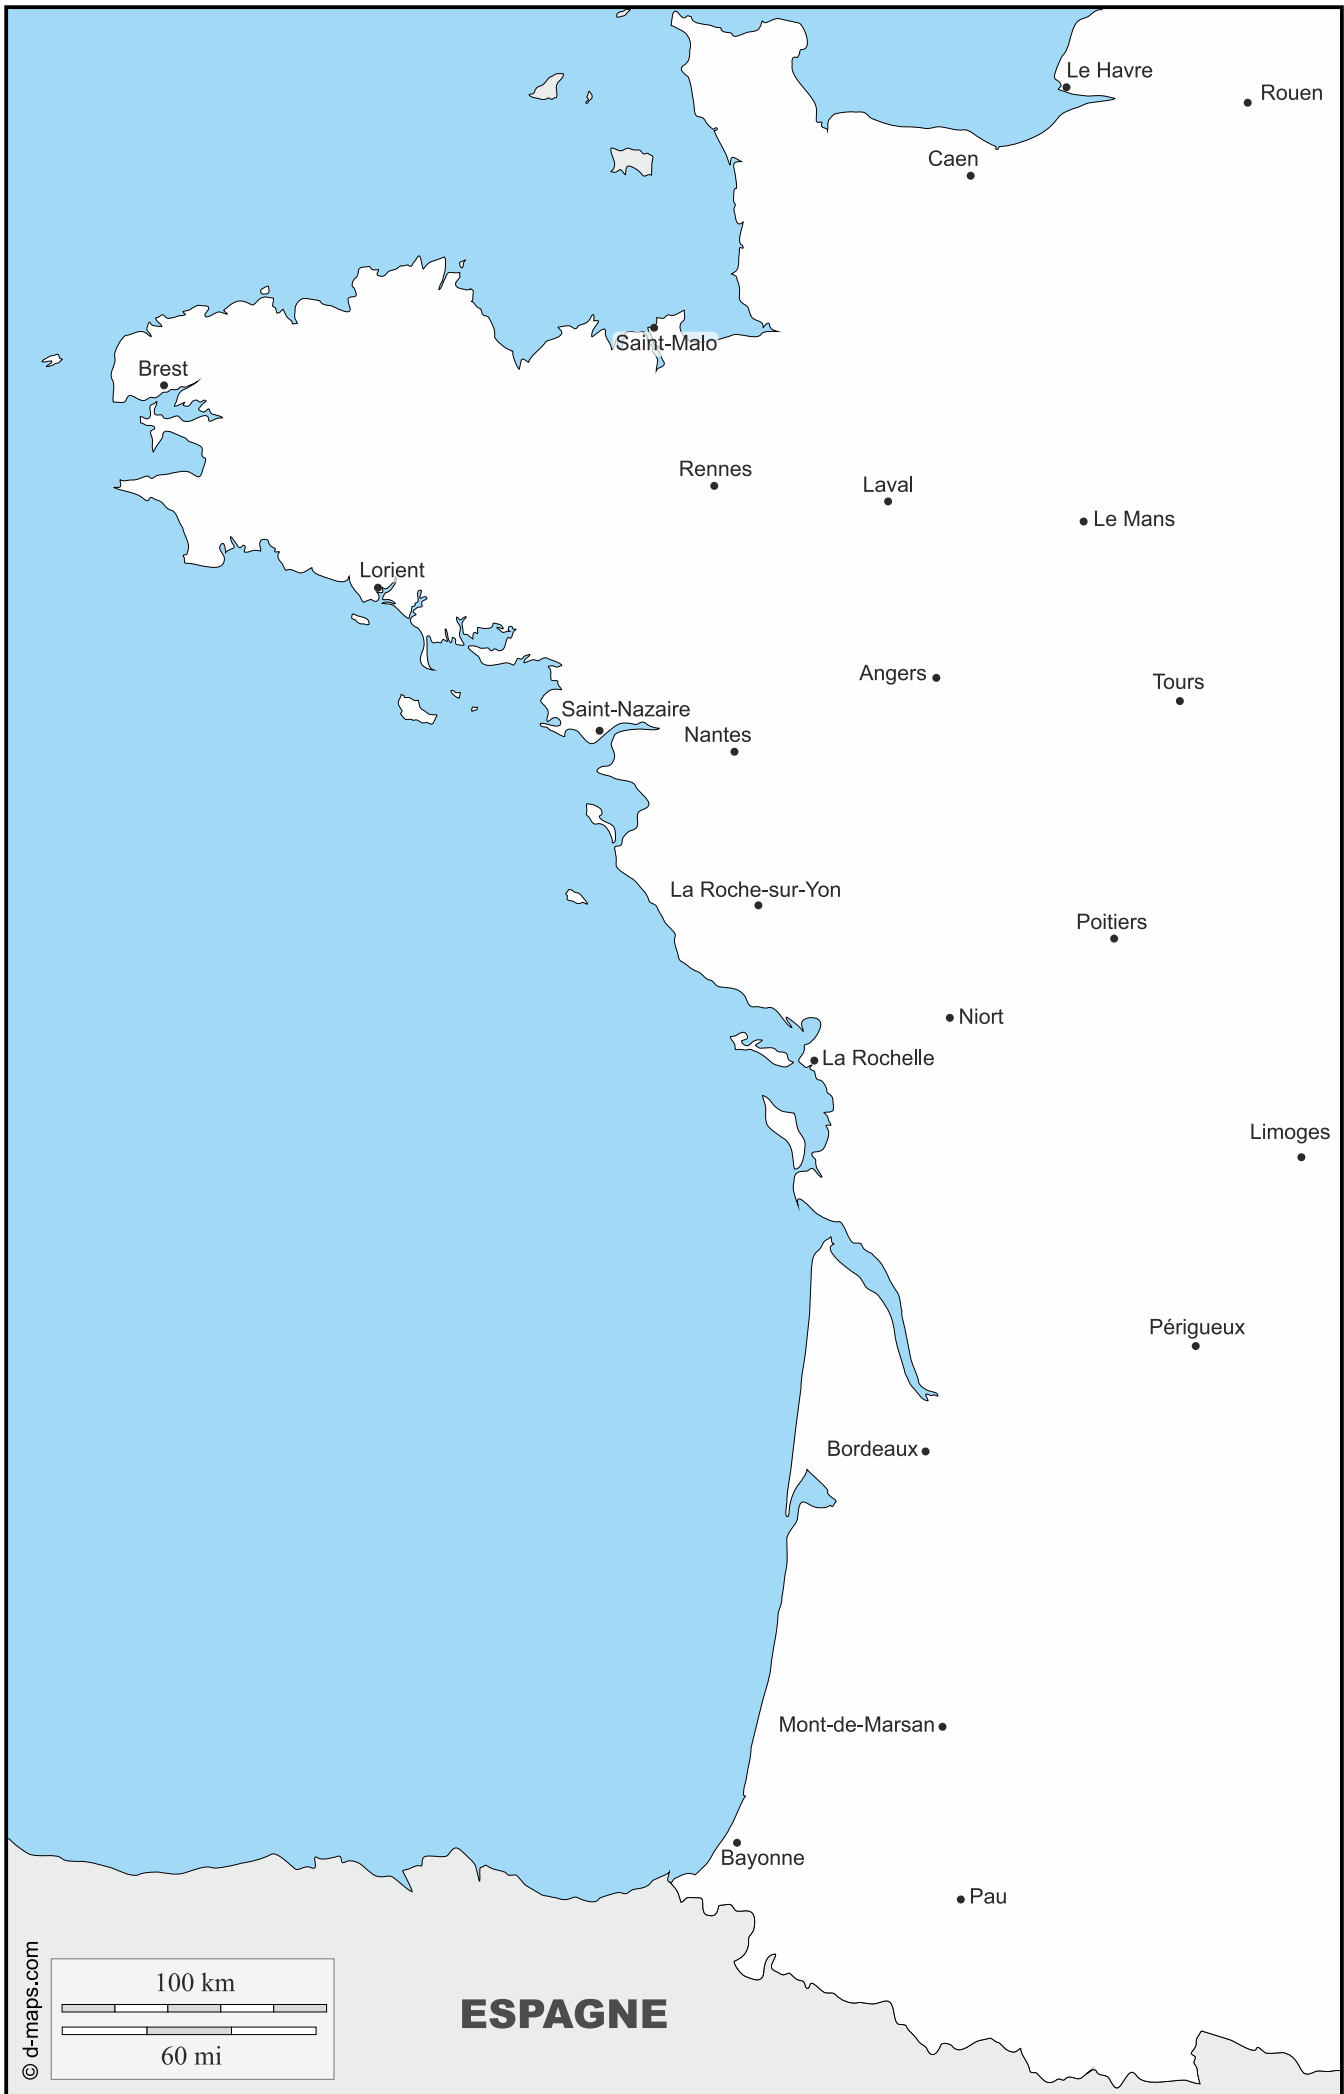 Le Havre
Rouen
Caen
Saint-Malo
Brest
Rennes
Laval
Le Mans
Lorient
Angers
Tours
Saint-Nazaire
Nantes
La Roche-sur-Yon
Poitiers
Niort
La Rochelle
Limoges
Périgueux
Bordeaux
Mont-de-Marsan
Bayonne
Pau
ESPAGNE
100 km
60 mi
© d-maps.com